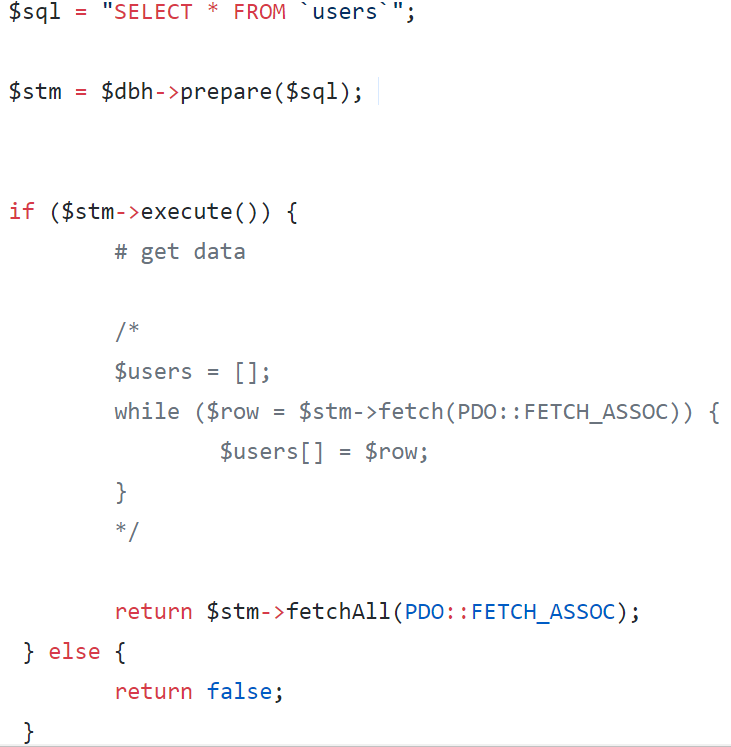 $sql = "SELECT * FROM `users`";
$stm = $dbh->prepare($sql);
if ($stm->execute()) {
# get data
/*
$users = [];
while ($row = $stm->fetch(PDO::FETCH_ASSOC)) {
$users[] = $row;
}
*/
return $stm->fetchAll(PDO::FETCH_ASSOC);
} else {
return false;
}